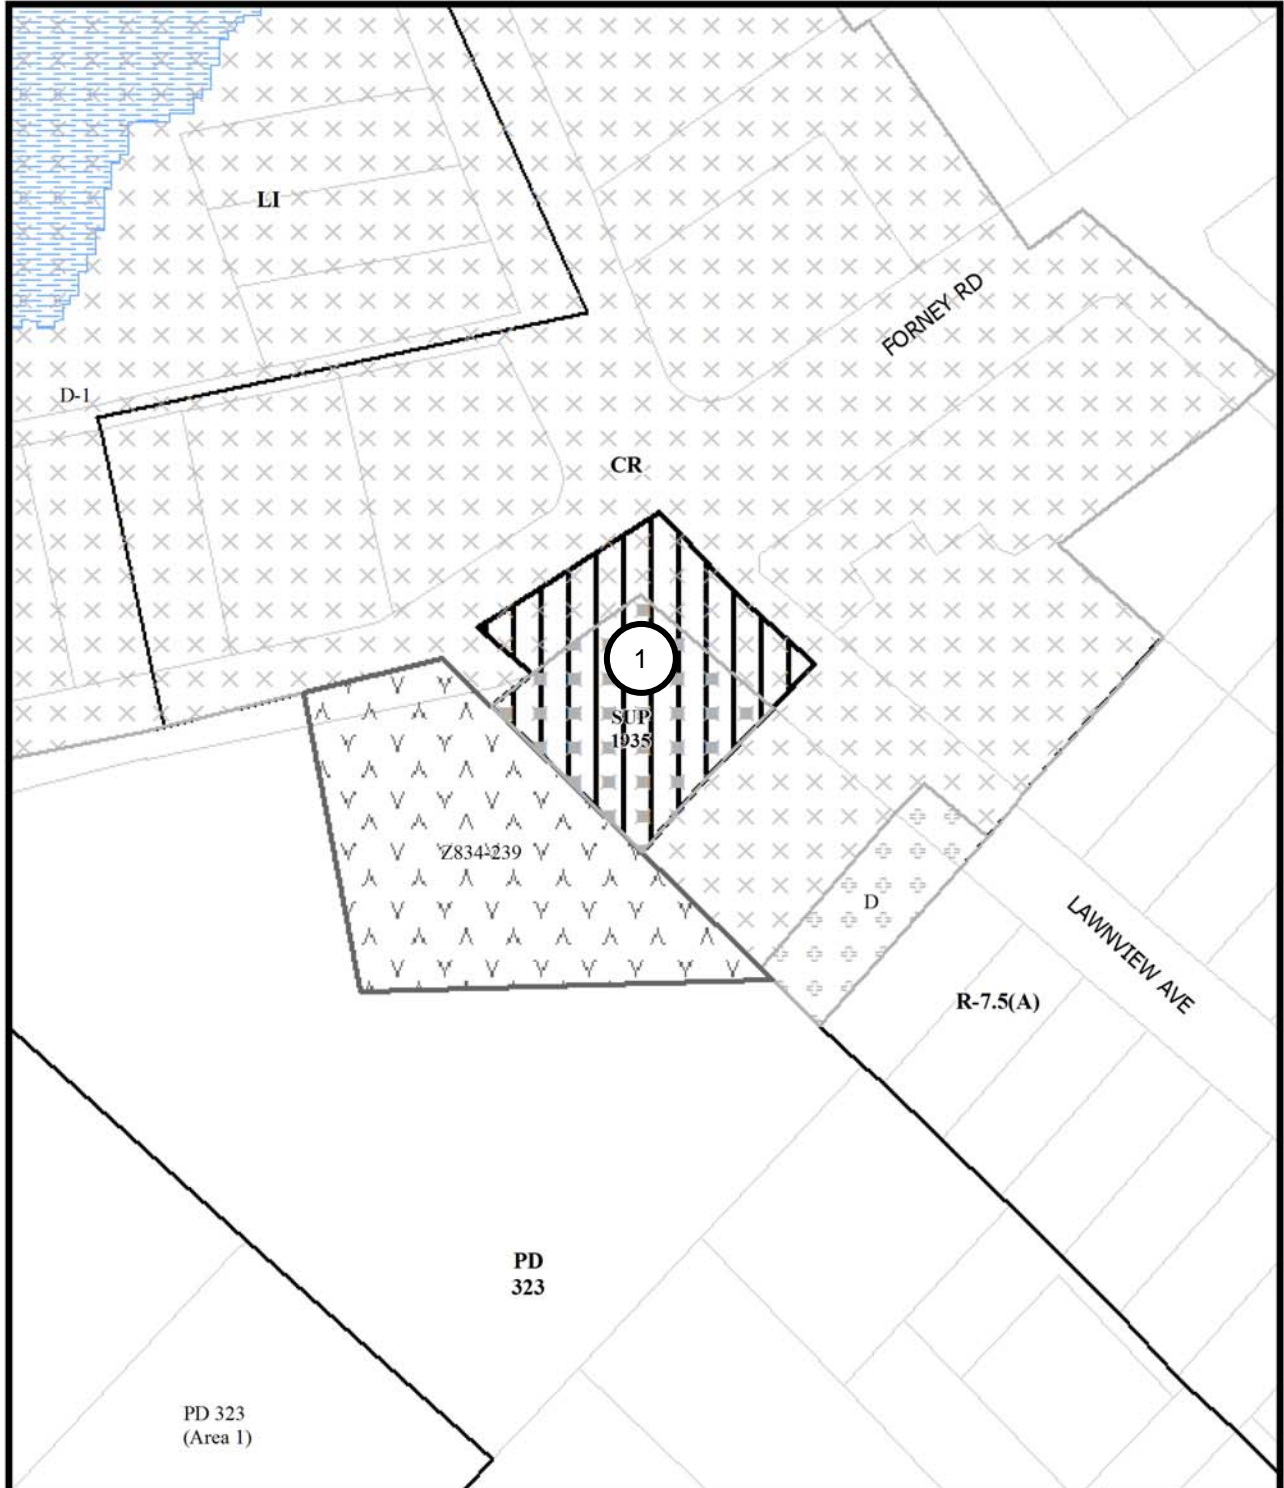 LI
FORNEY RD
D-1
CR
1
SUP
1935
Z834-239
D
LAWNVIEW AVE
R-7.5(A)
PD
323
PD 323
(Area 1)